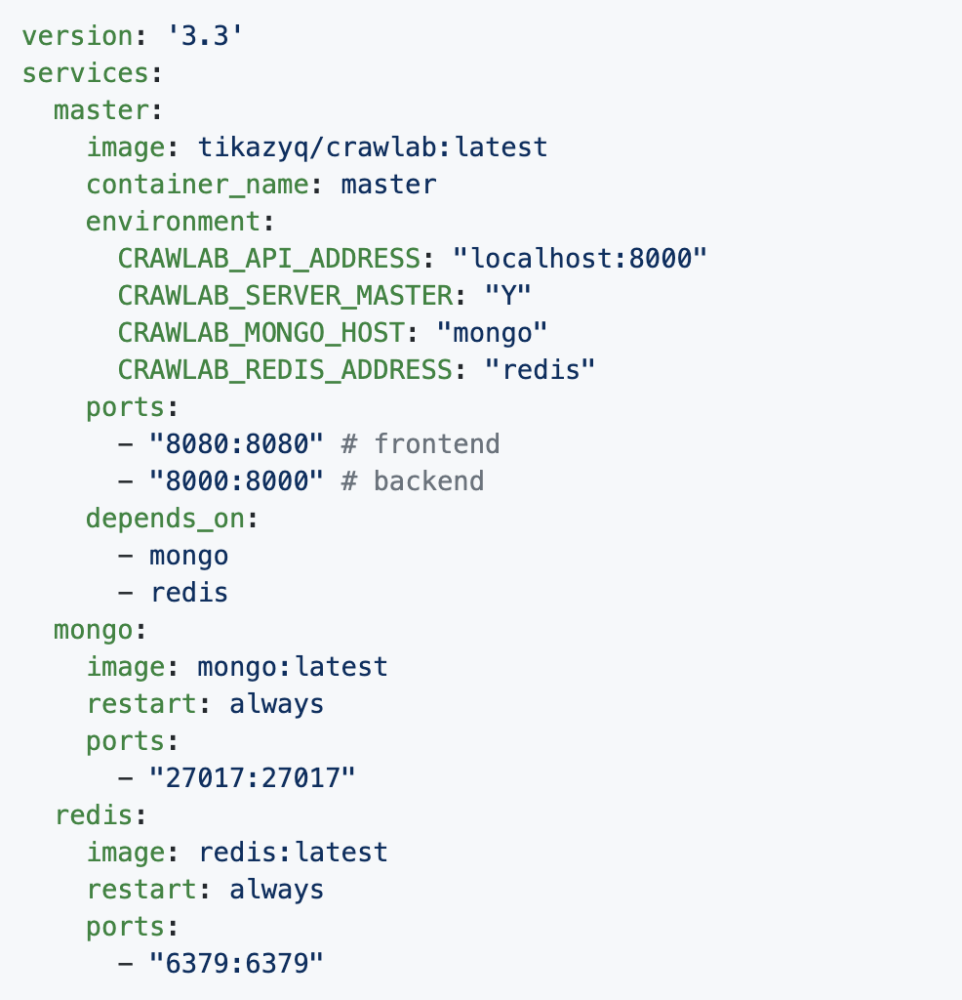 version: '3.3'
services:
  master:
    image: tikazyq/crawlab:latest
    container_name: master
    environment:
      CRAWLAB_API_ADDRESS: "localhost:8000"
      CRAWLAB_SERVER_MASTER: "Y"
      CRAWLAB_MONGO_HOST: "mongo"
      CRAWLAB_REDIS_ADDRESS: "redis"
    ports:
      - "8080:8080" # frontend
      - "8000:8000" # backend
    depends_on:
      - mongo
      - redis
  mongo:
    image: mongo:latest
    restart: always
    ports:
      - "27017:27017"
  redis:
    image: redis:latest
    restart: always
    ports:
      - "6379:6379"